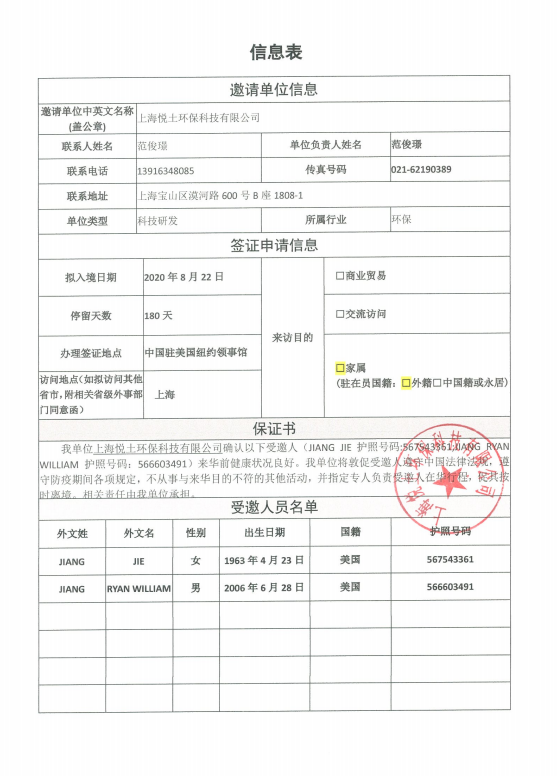 信息表
邀请单位信息
邀请单位中英文名称
(盖公章)
上海悦土环保科技有限公司
联系人姓名 范俊璟 单位负责人姓名 范俊璟
联系电话 13916348085 传真号码 021-62190389
联系地址 上海宝山区漠河路 600 号 B 座 1808-1
单位类型 科技研发 所属行业 环保
签证申请信息
拟入境日期 2020 年 8 月 22 日
停留天数 180 天
办理签证地点 中国驻美国纽约领事馆
访问地点(如拟访问其他
省市，附相关省级外事部
门同意函)
上海
来访目的
□商业贸易
□交流访问
□家属
(驻在员国籍：□外籍□中国籍或永居)
保证书
我单位上海悦土环保科技有限公司确认以下受邀人（JIANG JIE 护照号码:567543361;JIANG RYAN
WILLIAM 护照号码：566603491）来华前健康状况良好。我单位将敦促受邀人遵守中国法律法规，遵
守防疫期间各项规定，不从事与来华目的不符的其他活动，并指定专人负责受邀人在华行程，使其按
时离境。相关责任由我单位承担。
上海悦土环保科技有限公司
受邀人员名单
外文姓 外文名 性别 出生日期 国籍 护照号码
JIANG JIE 女 1963 年 4 月 23 日 美国 567543361
JIANG RYAN WILLIAM 男 2006 年 6 月 28 日 美国 566603491